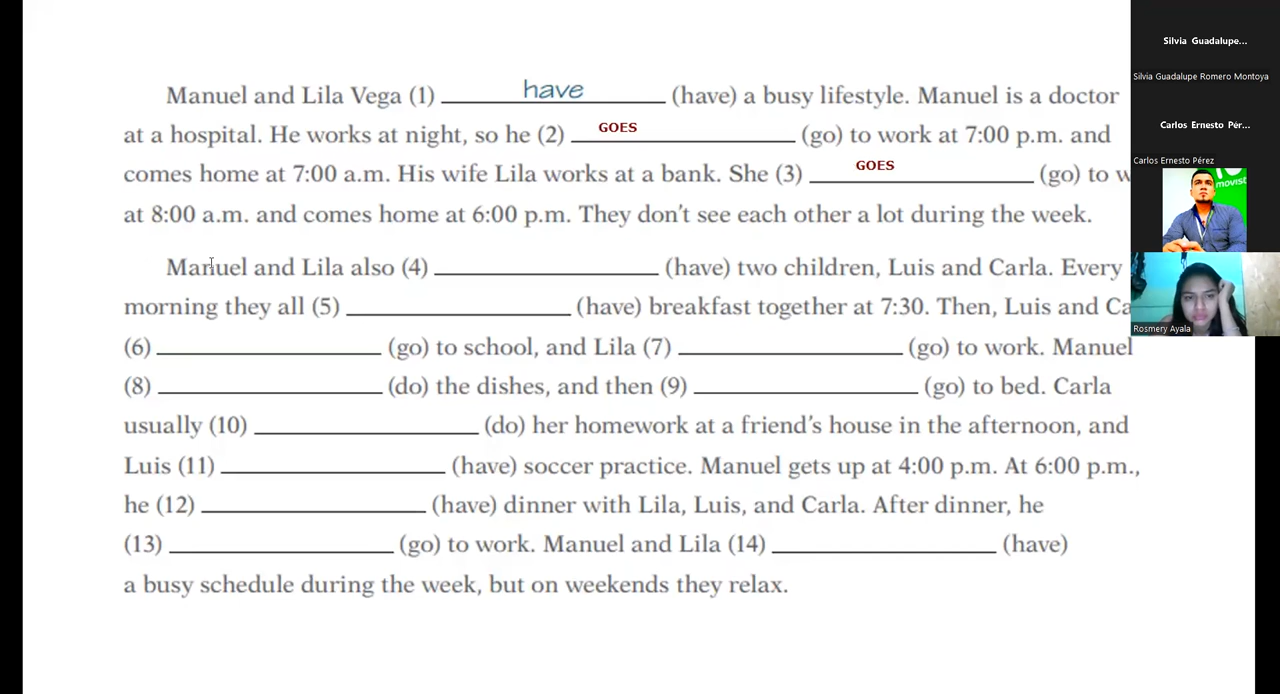 Manuel and Lila Vega (1) have (have) a busy lifestyle. Manuel is a doctor
at a hospital. He works at night, so he (2) GOES (go) to work at 7:00 p.m. and
comes home at 7:00 a.m. His wife Lila works at a bank. She (3) GOES (go) to w
at 8:00 a.m. and comes home at 6:00 p.m. They don't see each other a lot during the week.
Manuel and Lila also (4) (have) two children, Luis and Carla. Every
morning they all (5) (have) breakfast together at 7:30. Then, Luis and Ca
(6) (go) to school, and Lila (7) (go) to work. Manuel
(8) (do) the dishes, and then (9) (go) to bed. Carla
usually (10) (do) her homework at a friend's house in the afternoon, and
Luis (11) (have) soccer practice. Manuel gets up at 4:00 p.m. At 6:00 p.m.,
he (12) (have) dinner with Lila, Luis, and Carla. After dinner, he
(13) (go) to work. Manuel and Lila (14) (have)
a busy schedule during the week, but on weekends they relax.
Silvia Guadalupe...
Silvia Guadalupe Romero Montoya
Carlos Ernesto Pér...
Carlos Ernesto Pérez
movist
Rosmery Ayala